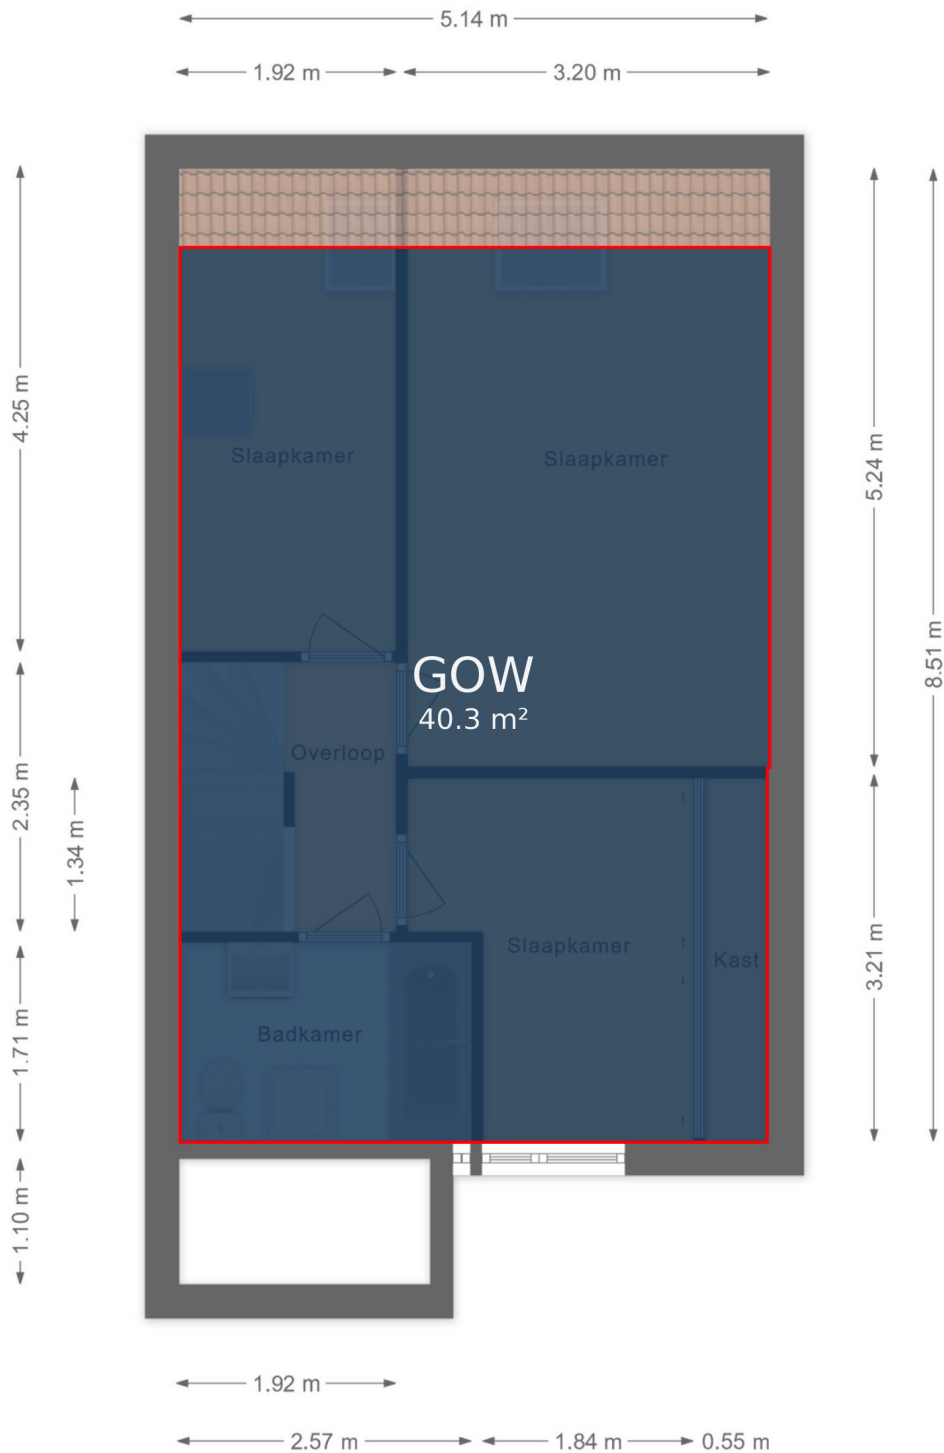 5.14 m
1.92 m
3.20 m
4.25 m
5.24 m
8.51 m
Slaapkamer
Slaapkamer
GOW
40.3 m²
Overloop
2.35 m
1.34 m
Slaapkamer
Kast
3.21 m
Badkamer
1.71 m
1.10 m
1.92 m
2.57 m
1.84 m
0.55 m